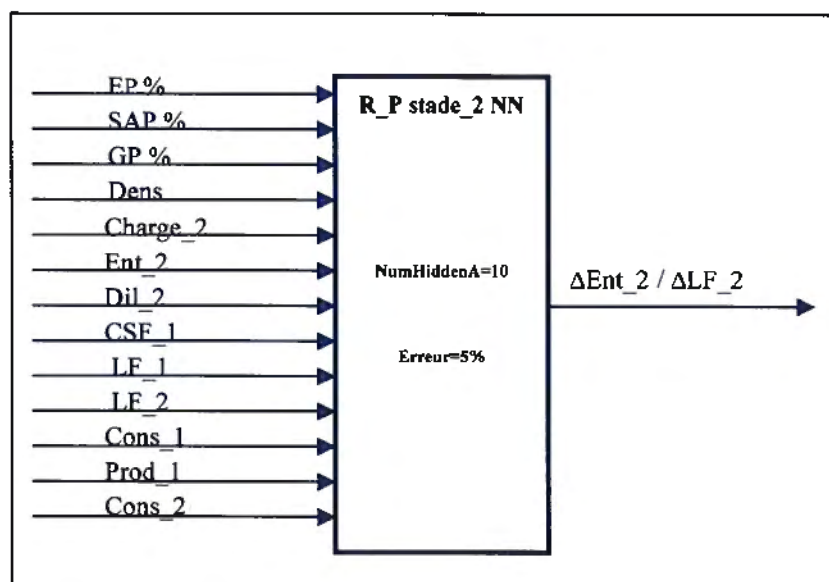 EP %
SAP %
GP %
Dens
Charge_2
Ent_2
Dil_2
CSF_1
LF_1
LF_2
Cons_1
Prod_1
Cons_2
R_P stade_2 NN
NumHiddenA=10
Erreur=5%
ΔEnt_2 / ΔLF_2